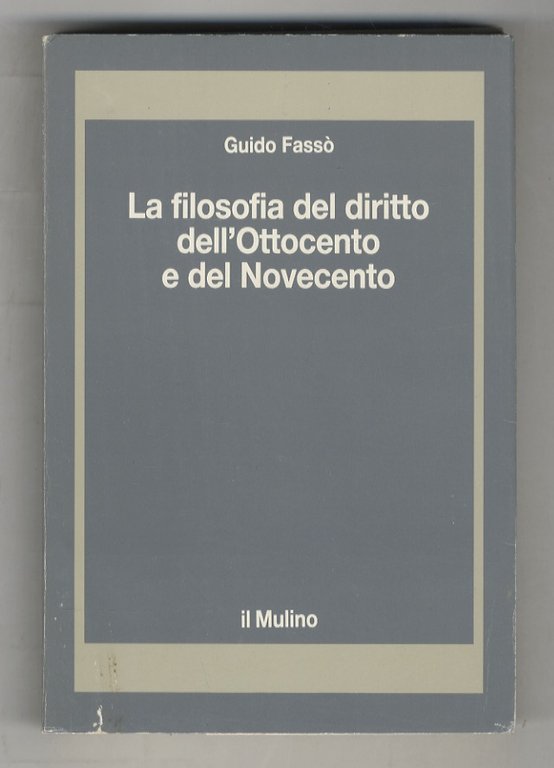 Guido Fassò
La filosofia del diritto
dell'Ottocento
e del Novecento
il Mulino